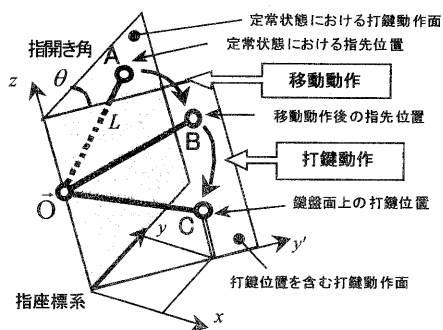 定常状態における打鍵動作面
指開き角
定常状態における指先位置
A
z
θ
移動動作
L
移動動作後の指先位置
B
打鍵動作
O
C
鍵盤面上の打鍵位置
y
y'
打鍵位置を含む打鍵動作面
指座標系
x